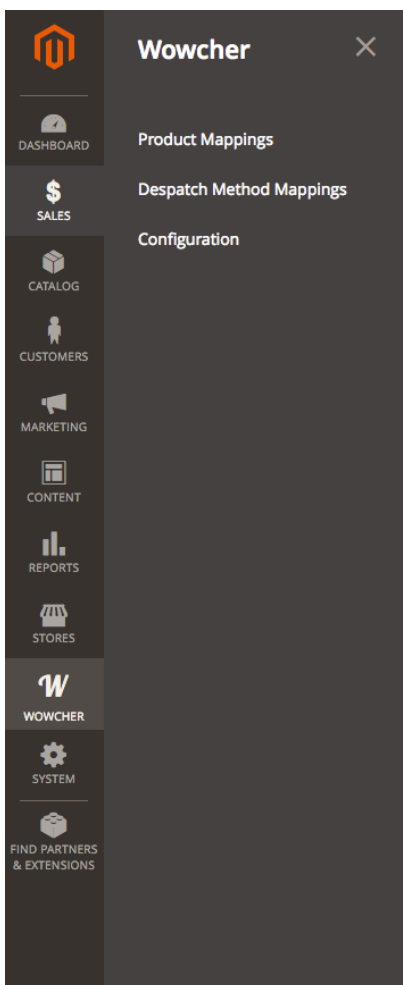 Wowcher
Product Mappings
Despatch Method Mappings
Configuration
DASHBOARD
$
SALES
CATALOG
CUSTOMERS
MARKETING
CONTENT
REPORTS
STORES
W
WOWCHER
SYSTEM
FIND PARTNERS
& EXTENSIONS